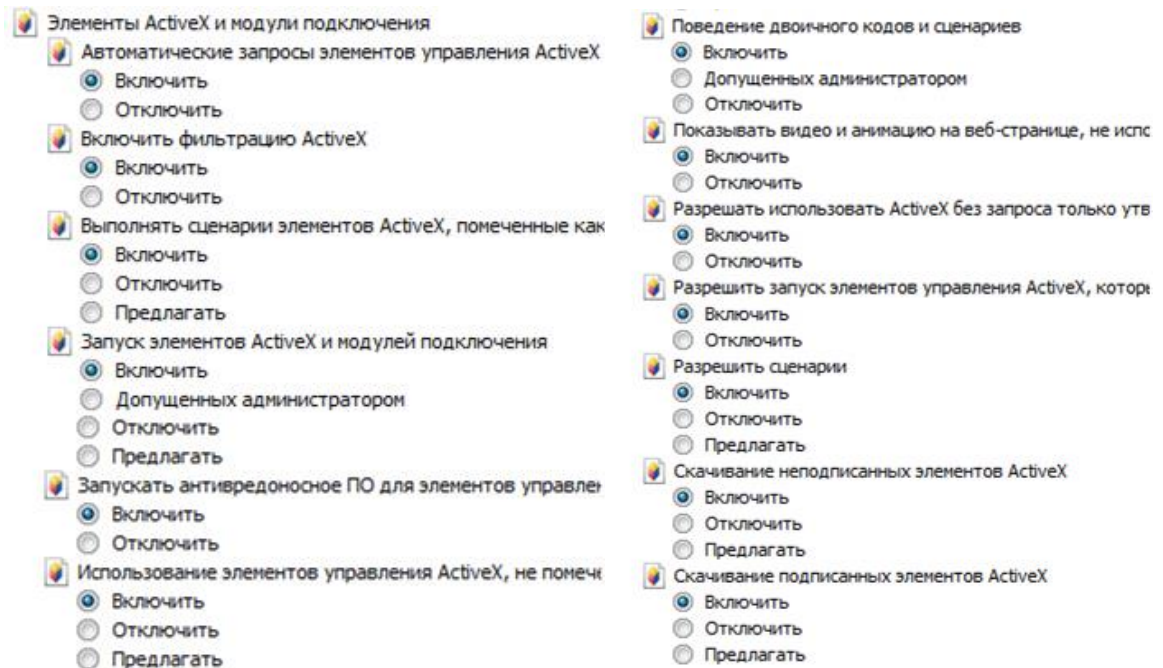 Элементы ActiveX и модули подключения
Автоматические запросы элементов управления ActiveX
Включить
Отключить
Включить фильтрацию ActiveX
Включить
Отключить
Выполнять сценарии элементов ActiveX, помеченные как
Включить
Отключить
Предлагать
Запуск элементов ActiveX и модулей подключения
Включить
Допущенных администратором
Отключить
Предлагать
Запускать антивредоносное ПО для элементов управлен
Включить
Отключить
Использование элементов управления ActiveX, не помече
Включить
Отключить
Предлагать
Поведение двоичного кодов и сценариев
Включить
Допущенных администратором
Отключить
Показывать видео и анимацию на веб-странице, не испо
Включить
Отключить
Разрешать использовать ActiveX без запроса только утв
Включить
Отключить
Разрешить запуск элементов управления ActiveX, которы
Включить
Отключить
Разрешить сценарии
Включить
Отключить
Предлагать
Скачивание неподписанных элементов ActiveX
Включить
Отключить
Предлагать
Скачивание подписанных элементов ActiveX
Включить
Отключить
Предлагать